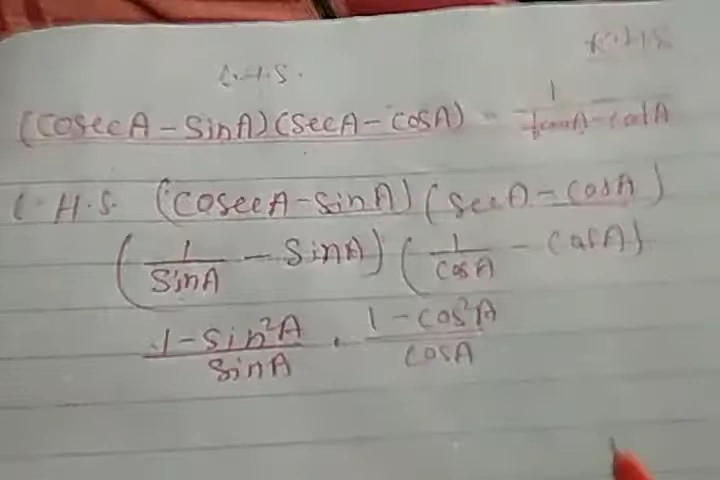 L.H.S. R.H.S
(CosecA - SinA) (SecA - CosA) = 1/(tanA - CotA)
L.H.S. (CosecA - SinA) (SecA - CosA)
(1/SinA - SinA) (1/CosA - CosA)
1 - Sin²A/SinA . 1 - Cos²A/CosA